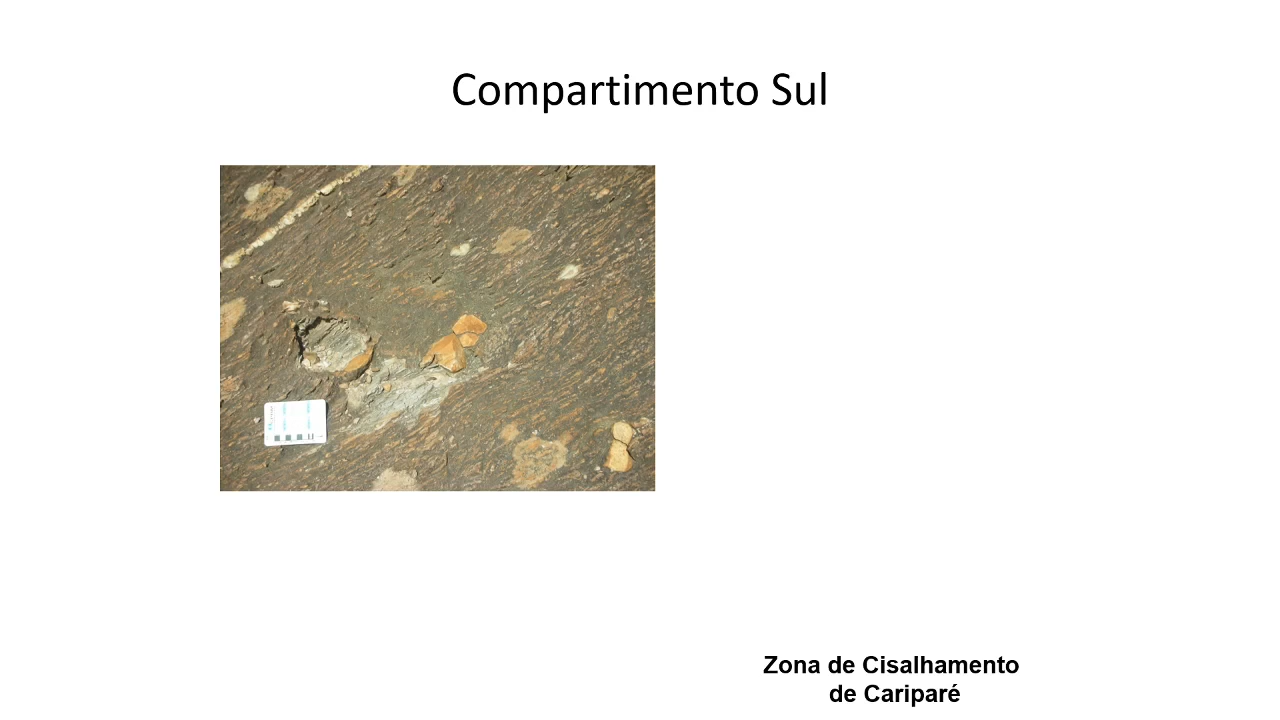 Compartimento Sul
Zona de Cisalhamento
de Cariparé